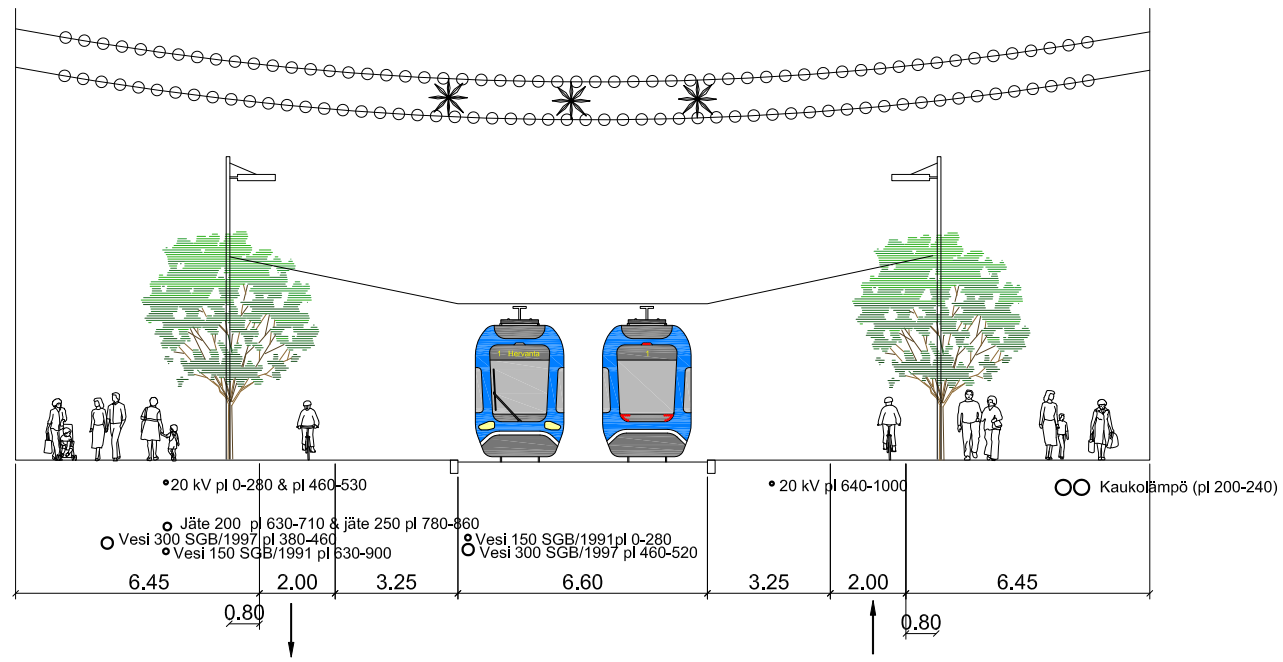 1 Hervanta
1
20 kV pl 0-280 & pl 460-530
20 kV pl 640-1000
Kaukolämpö (pl 200-240)
Jäte 200 pl 630-710 & jäte 250 pl 780-860
Vesi 300 SGB/1997 pl 380-460
Vesi 150 SGB/1991 pl 630-900
Vesi 150 SGB/1991pl 0-280
Vesi 300 SGB/1997 pl 460-520
6.45 2.00 3.25 6.60 3.25 2.00 6.45
0.80 0.80